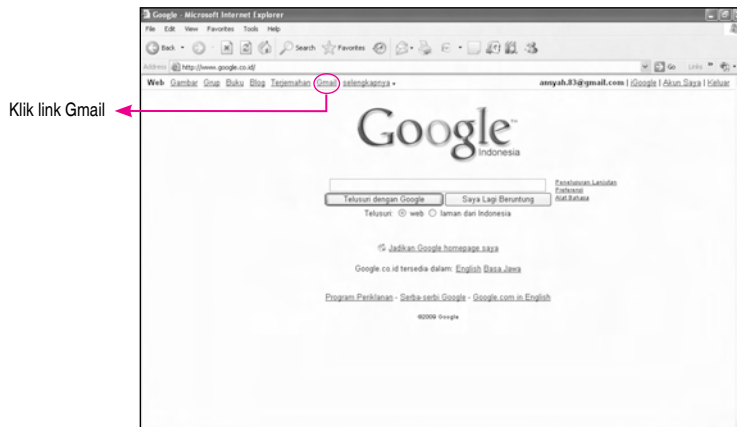 Google - Microsoft Internet Explorer
File Edit View Favorites Tools Help
Back Search Favorites
Address http://www.google.co.id/ Go Links
Web Gambar Grup Buku Blog Terjemahan Gmail selengkapnya
ansyah.83@gmail.com | iGoogle | Akun Saya | Keluar
Klik link Gmail
Google™
Indonesia
Penelusuran Lanjutan
Preferensi
Alat Bahasa
Telusuri dengan Google Saya Lagi Beruntung
Telusuri: web laman dari Indonesia
Jadikan Google homepage saya
Google.co.id tersedia dalam: English Basa Jawa
Program Periklanan - Serba-serbi Google - Google.com in English
©2009 Google